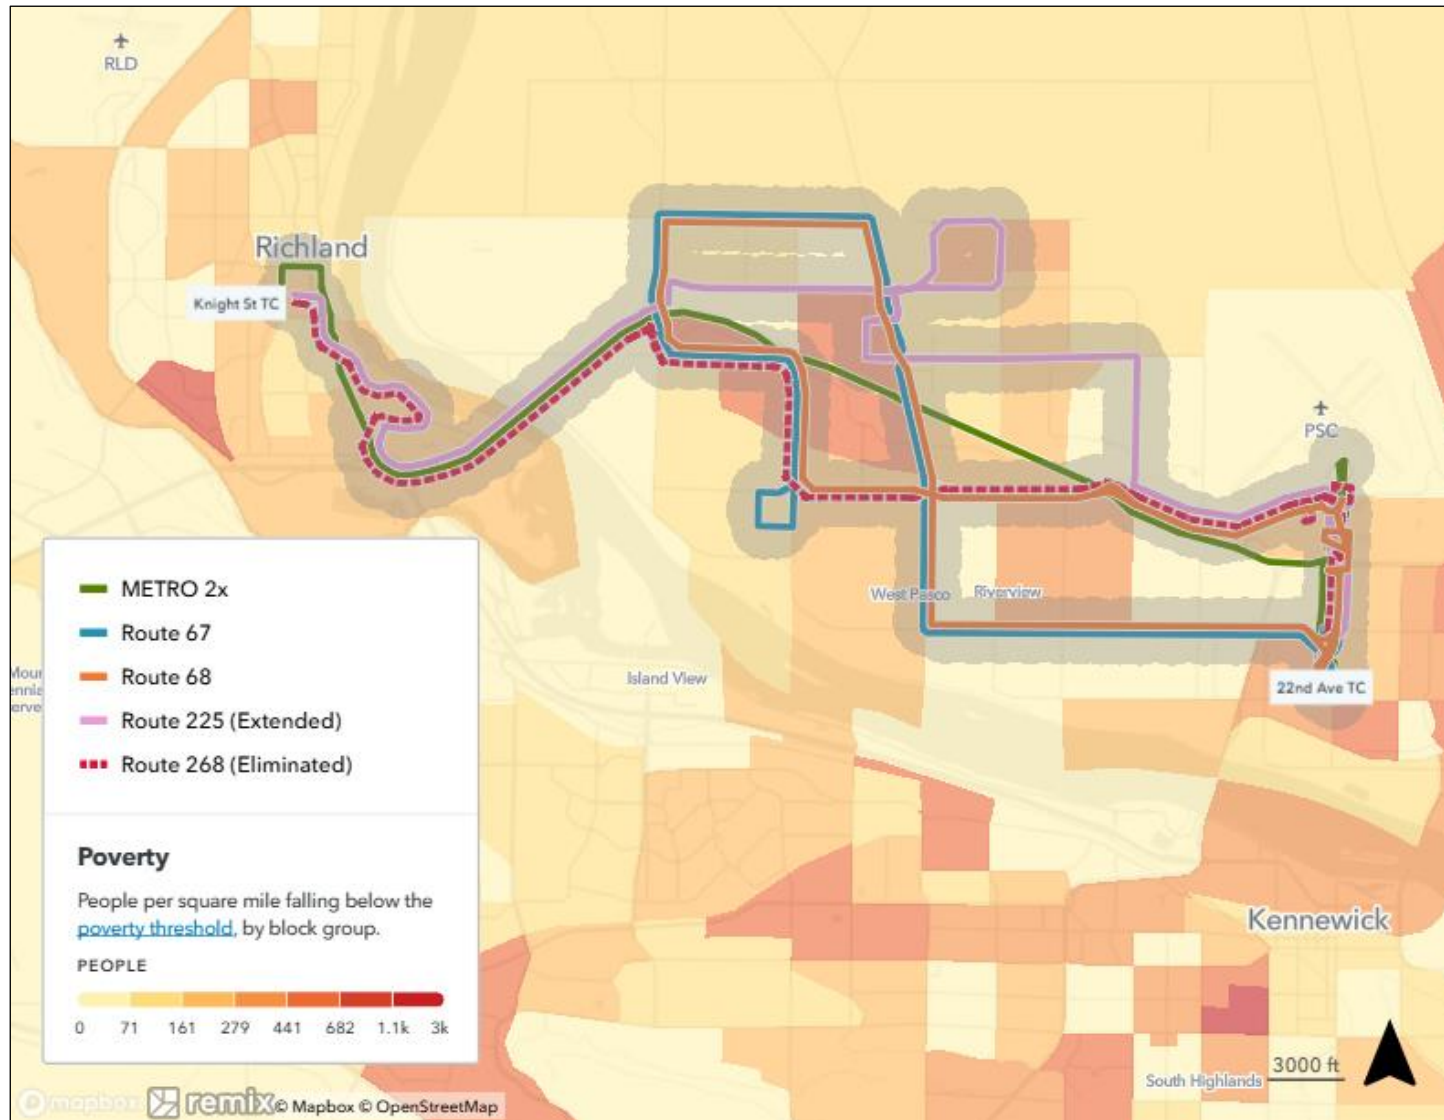 RLD
Richland
Knight St TC
PSC
West Pasco
Riverview
Island View
22nd Ave TC
METRO 2x
Route 67
Route 68
Route 225 (Extended)
Route 268 (Eliminated)
Poverty
People per square mile falling below the
poverty threshold, by block group.
PEOPLE
0 71 161 279 441 682 1.1k 3k
Kennewick
South Highlands
3000 ft
mapbox remix © Mapbox © OpenStreetMap